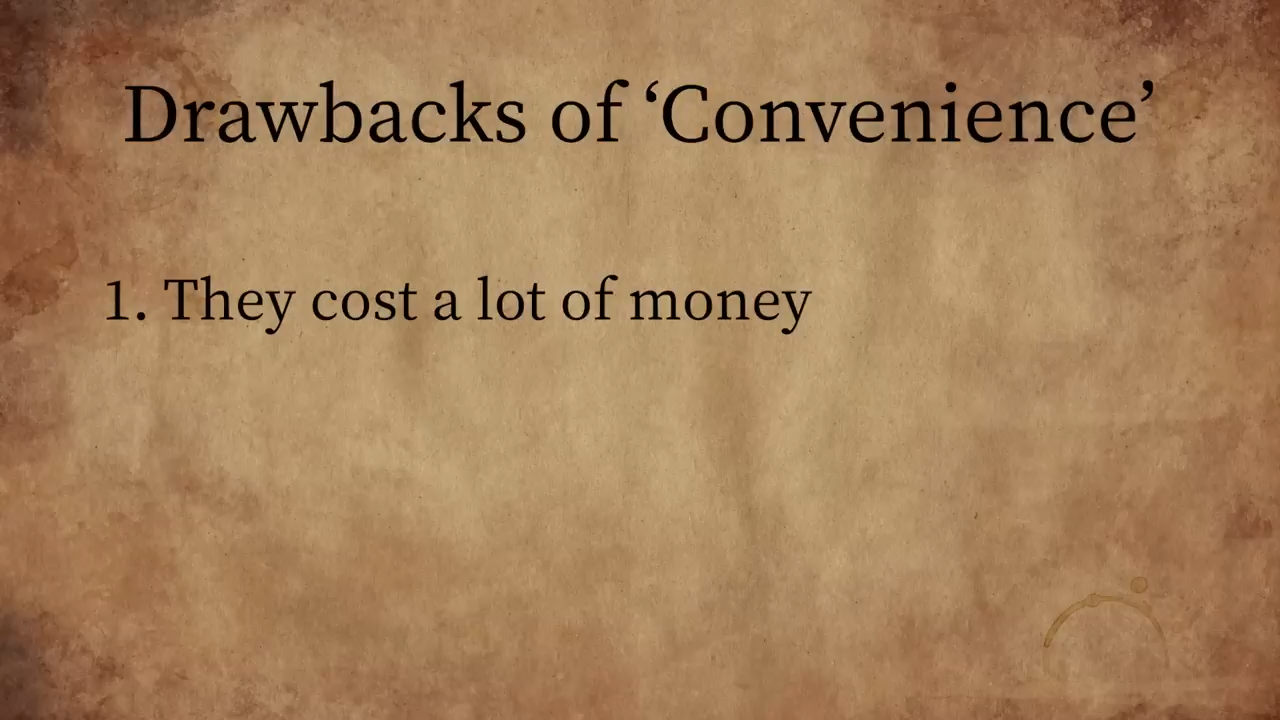 Drawbacks of ‘Convenience’
1. They cost a lot of money